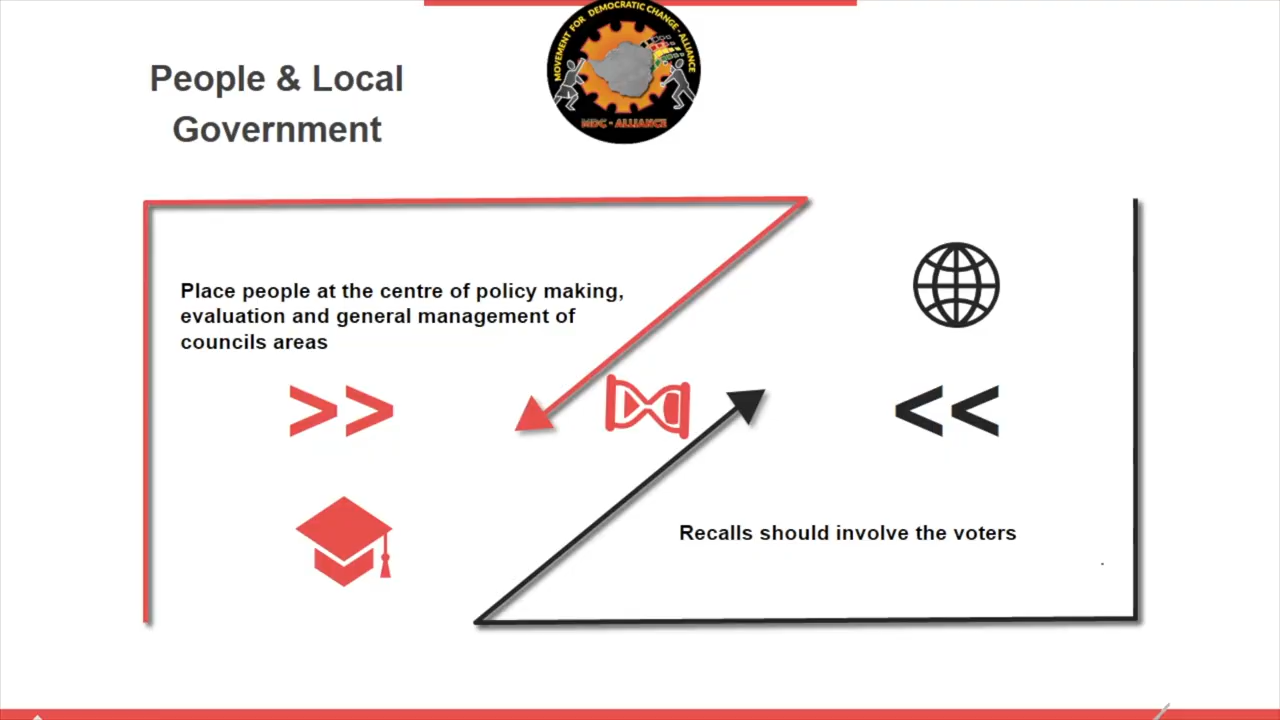 MOVEMENT FOR DEMOCRATIC CHANGE - ALLIANCE
MDC - ALLIANCE
People & Local
Government
Place people at the centre of policy making,
evaluation and general management of
councils areas
>>
<<
Recalls should involve the voters
.